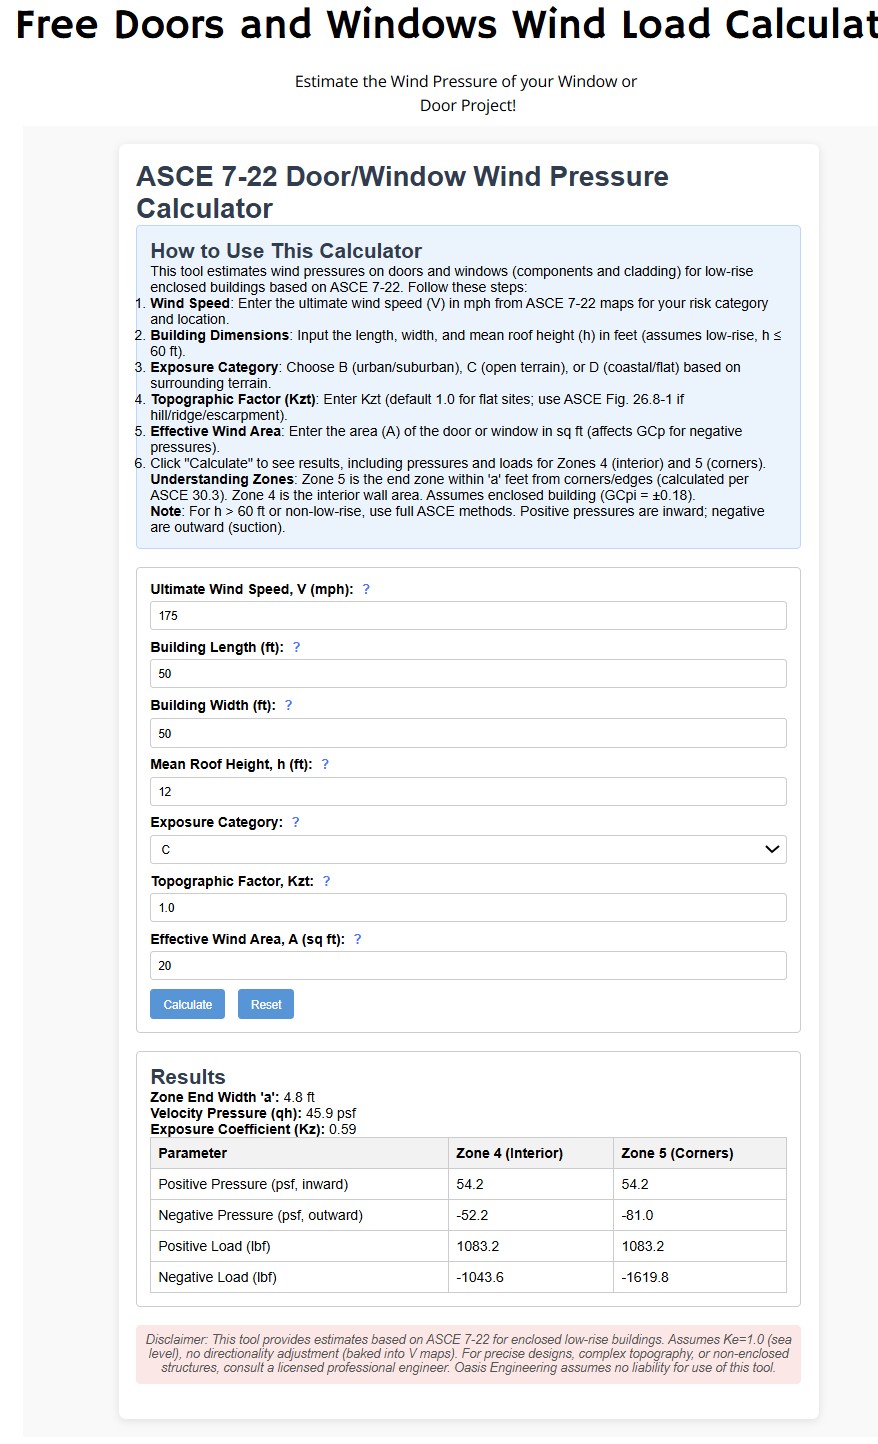 Free Doors and Windows Wind Load Calculat
Estimate the Wind Pressure of your Window or
Door Project!
ASCE 7-22 Door/Window Wind Pressure
Calculator
How to Use This Calculator
This tool estimates wind pressures on doors and windows (components and cladding) for low-rise
enclosed buildings based on ASCE 7-22. Follow these steps:
1. Wind Speed: Enter the ultimate wind speed (V) in mph from ASCE 7-22 maps for your risk category
and location.
2. Building Dimensions: Input the length, width, and mean roof height (h) in feet (assumes low-rise, h ≤
60 ft).
3. Exposure Category: Choose B (urban/suburban), C (open terrain), or D (coastal/flat) based on
surrounding terrain.
4. Topographic Factor (Kzt): Enter Kzt (default 1.0 for flat sites; use ASCE Fig. 26.8-1 if
hill/ridge/escarpment).
5. Effective Wind Area: Enter the area (A) of the door or window in sq ft (affects GCp for negative
pressures).
6. Click "Calculate" to see results, including pressures and loads for Zones 4 (interior) and 5 (corners).
Understanding Zones: Zone 5 is the end zone within 'a' feet from corners/edges (calculated per
ASCE 30.3). Zone 4 is the interior wall area. Assumes enclosed building (GCpi = ±0.18).
Note: For h > 60 ft or non-low-rise, use full ASCE methods. Positive pressures are inward; negative
are outward (suction).
Ultimate Wind Speed, V (mph): ?
175
Building Length (ft): ?
50
Building Width (ft): ?
50
Mean Roof Height, h (ft): ?
12
Exposure Category: ?
C
Topographic Factor, Kzt: ?
1.0
Effective Wind Area, A (sq ft): ?
20
Calculate Reset
Results
Zone End Width 'a': 4.8 ft
Velocity Pressure (qh): 45.9 psf
Exposure Coefficient (Kz): 0.59
Parameter Zone 4 (Interior) Zone 5 (Corners)
Positive Pressure (psf, inward) 54.2 54.2
Negative Pressure (psf, outward) -52.2 -81.0
Positive Load (lbf) 1083.2 1083.2
Negative Load (lbf) -1043.6 -1619.8
Disclaimer: This tool provides estimates based on ASCE 7-22 for enclosed low-rise buildings. Assumes Ke=1.0 (sea
level), no directionality adjustment (baked into V maps). For precise designs, complex topography, or non-enclosed
structures, consult a licensed professional engineer. Oasis Engineering assumes no liability for use of this tool.